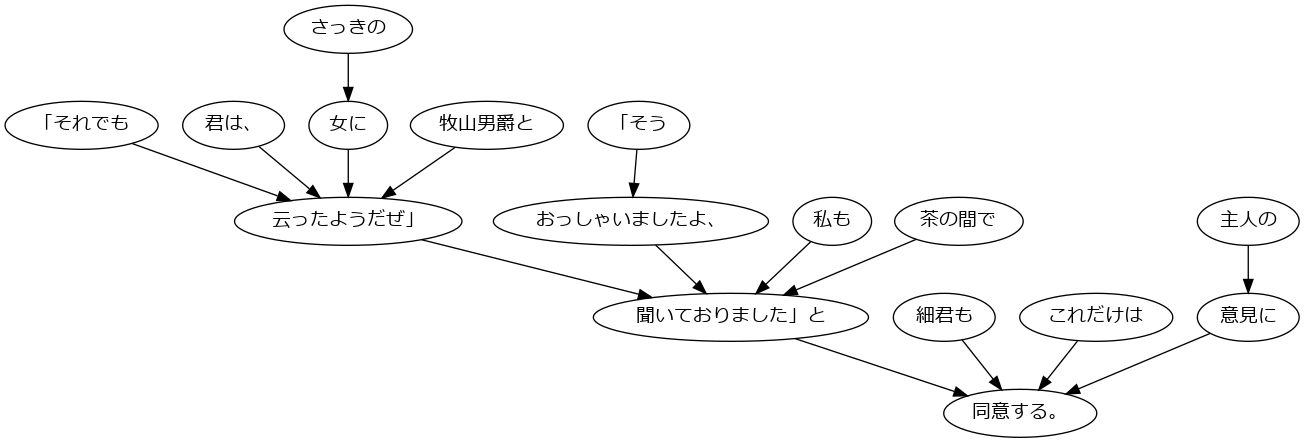 さっきの
「それでも
君は、
女に
牧山男爵と
「そう
云ったようだぜ」
おっしゃいましたよ、
私も
茶の間で
主人の
聞いておりました」と
細君も
これだけは
意見に
同意する。